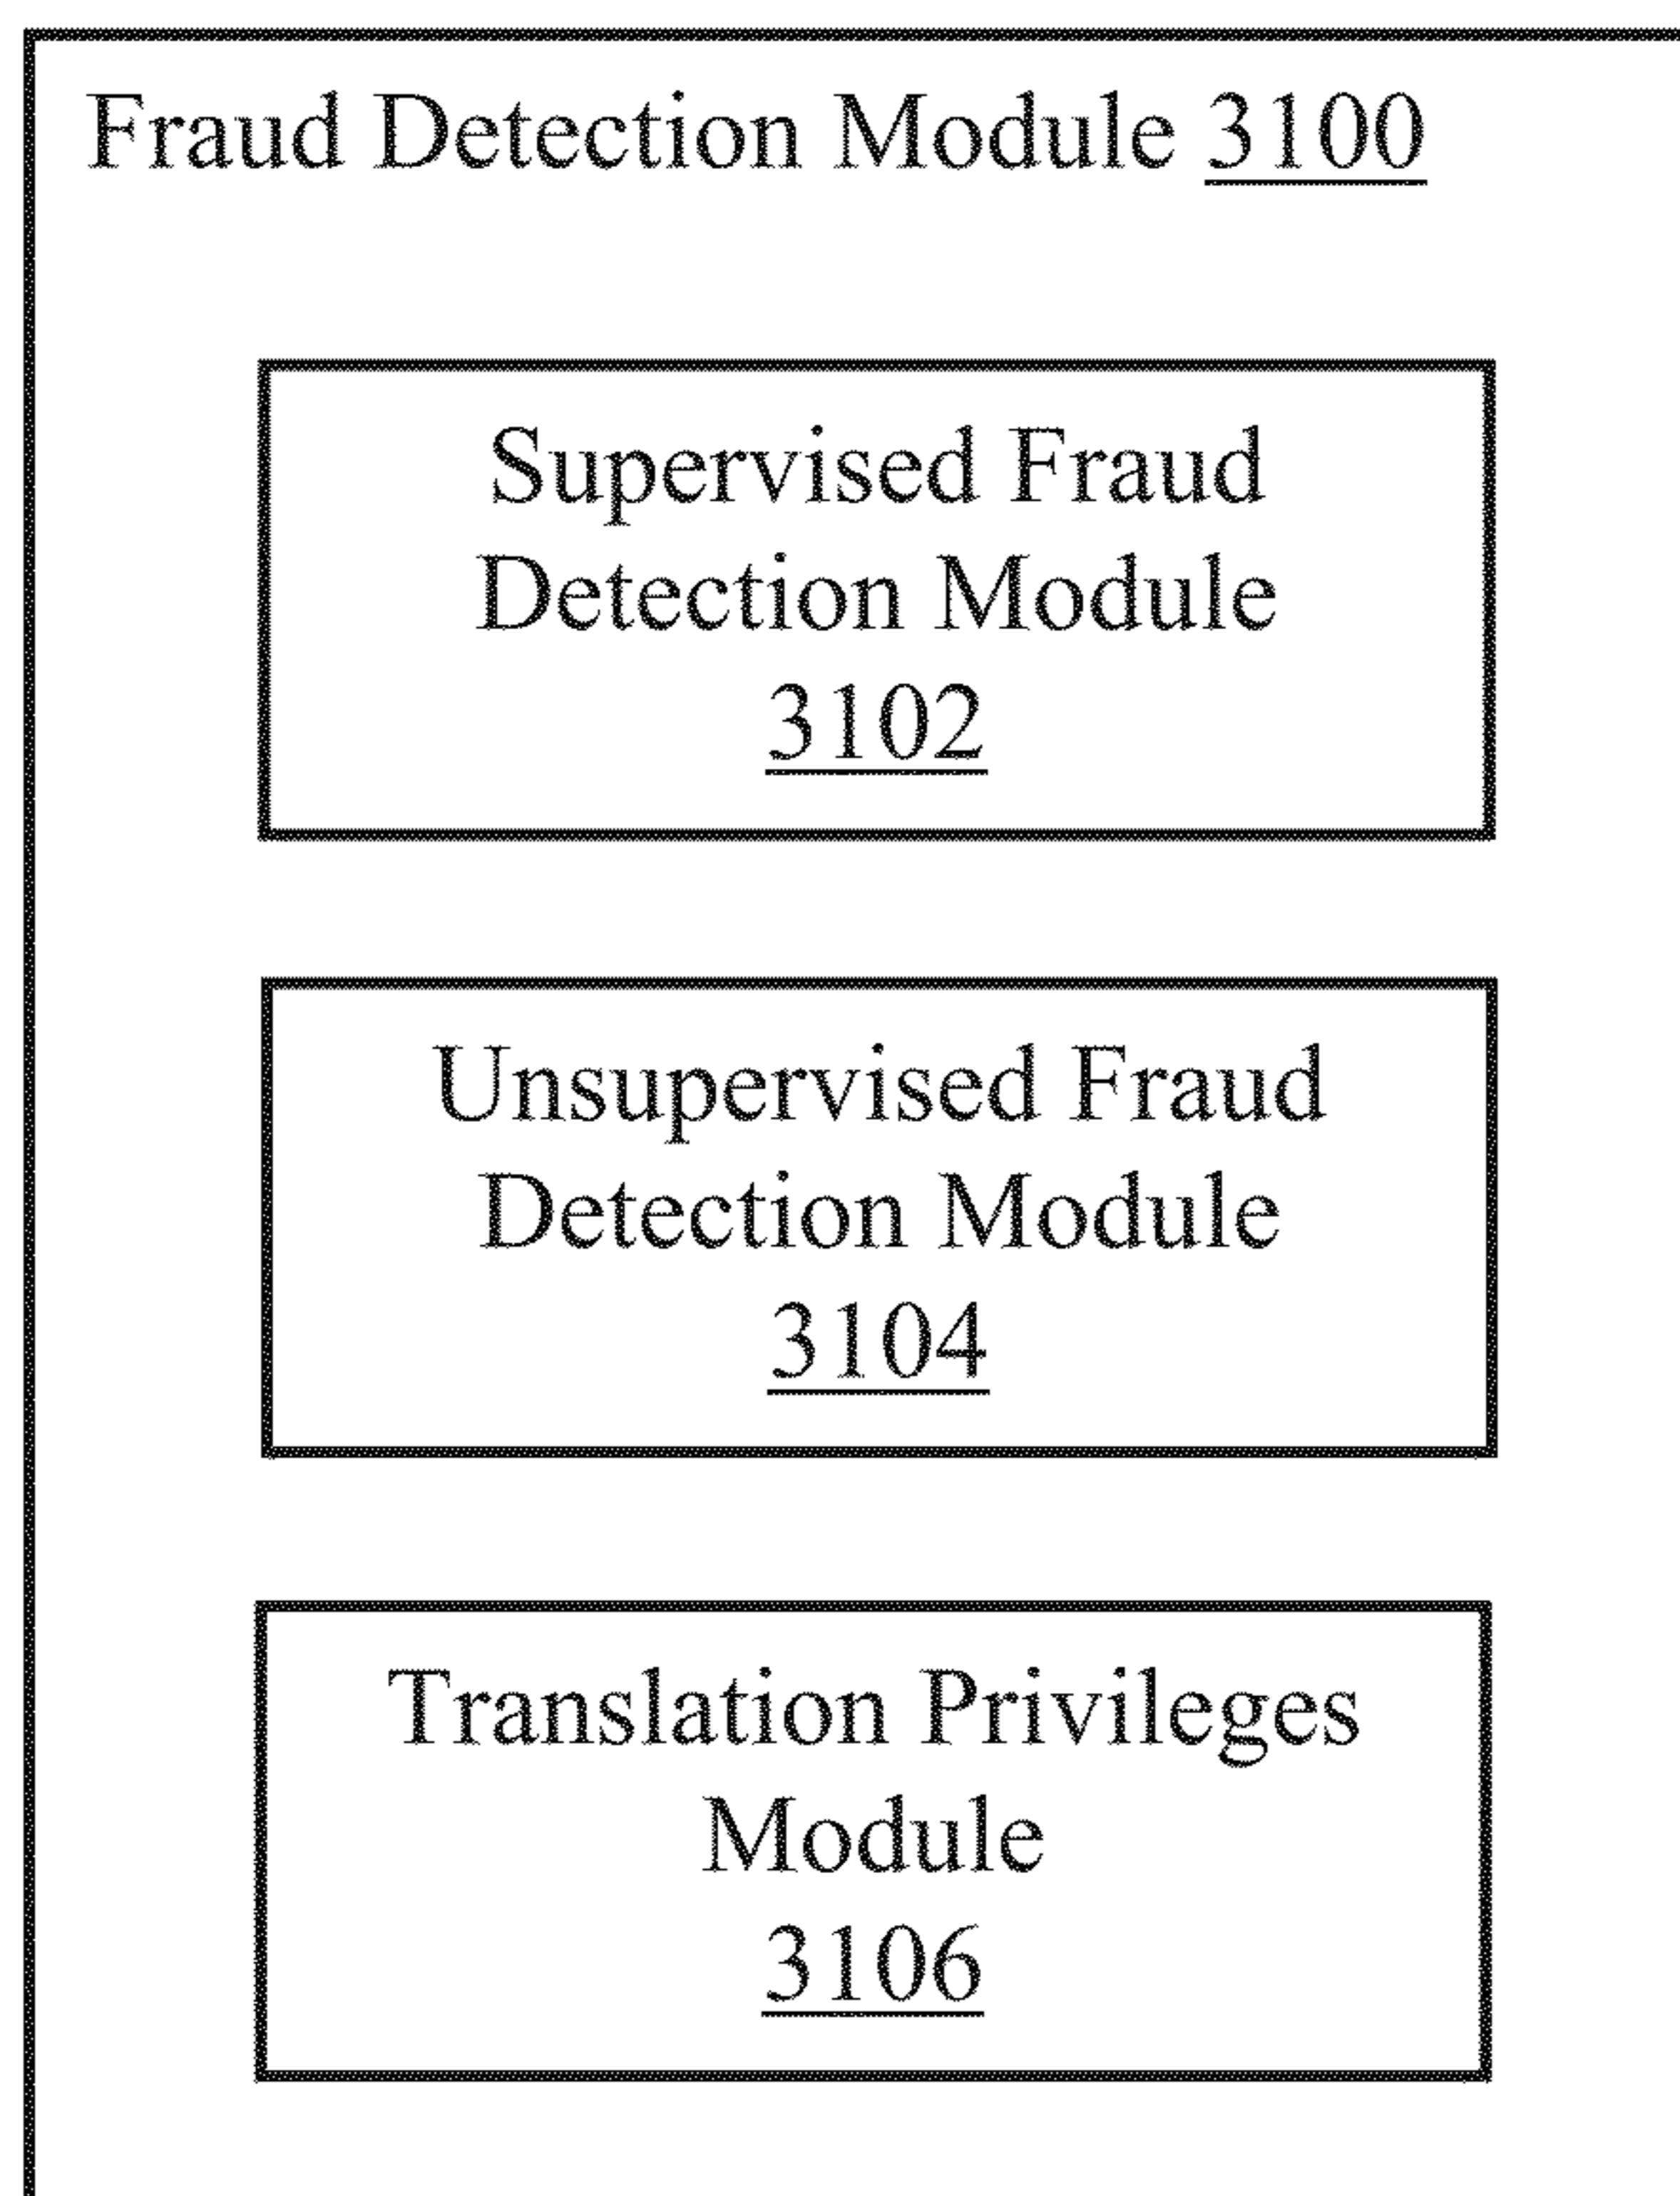 Fraud Detection Module 3100
Supervised Fraud
Detection Module
3102
Unsupervised Fraud
Detection Module
3104
Translation Privileges
Module
3106